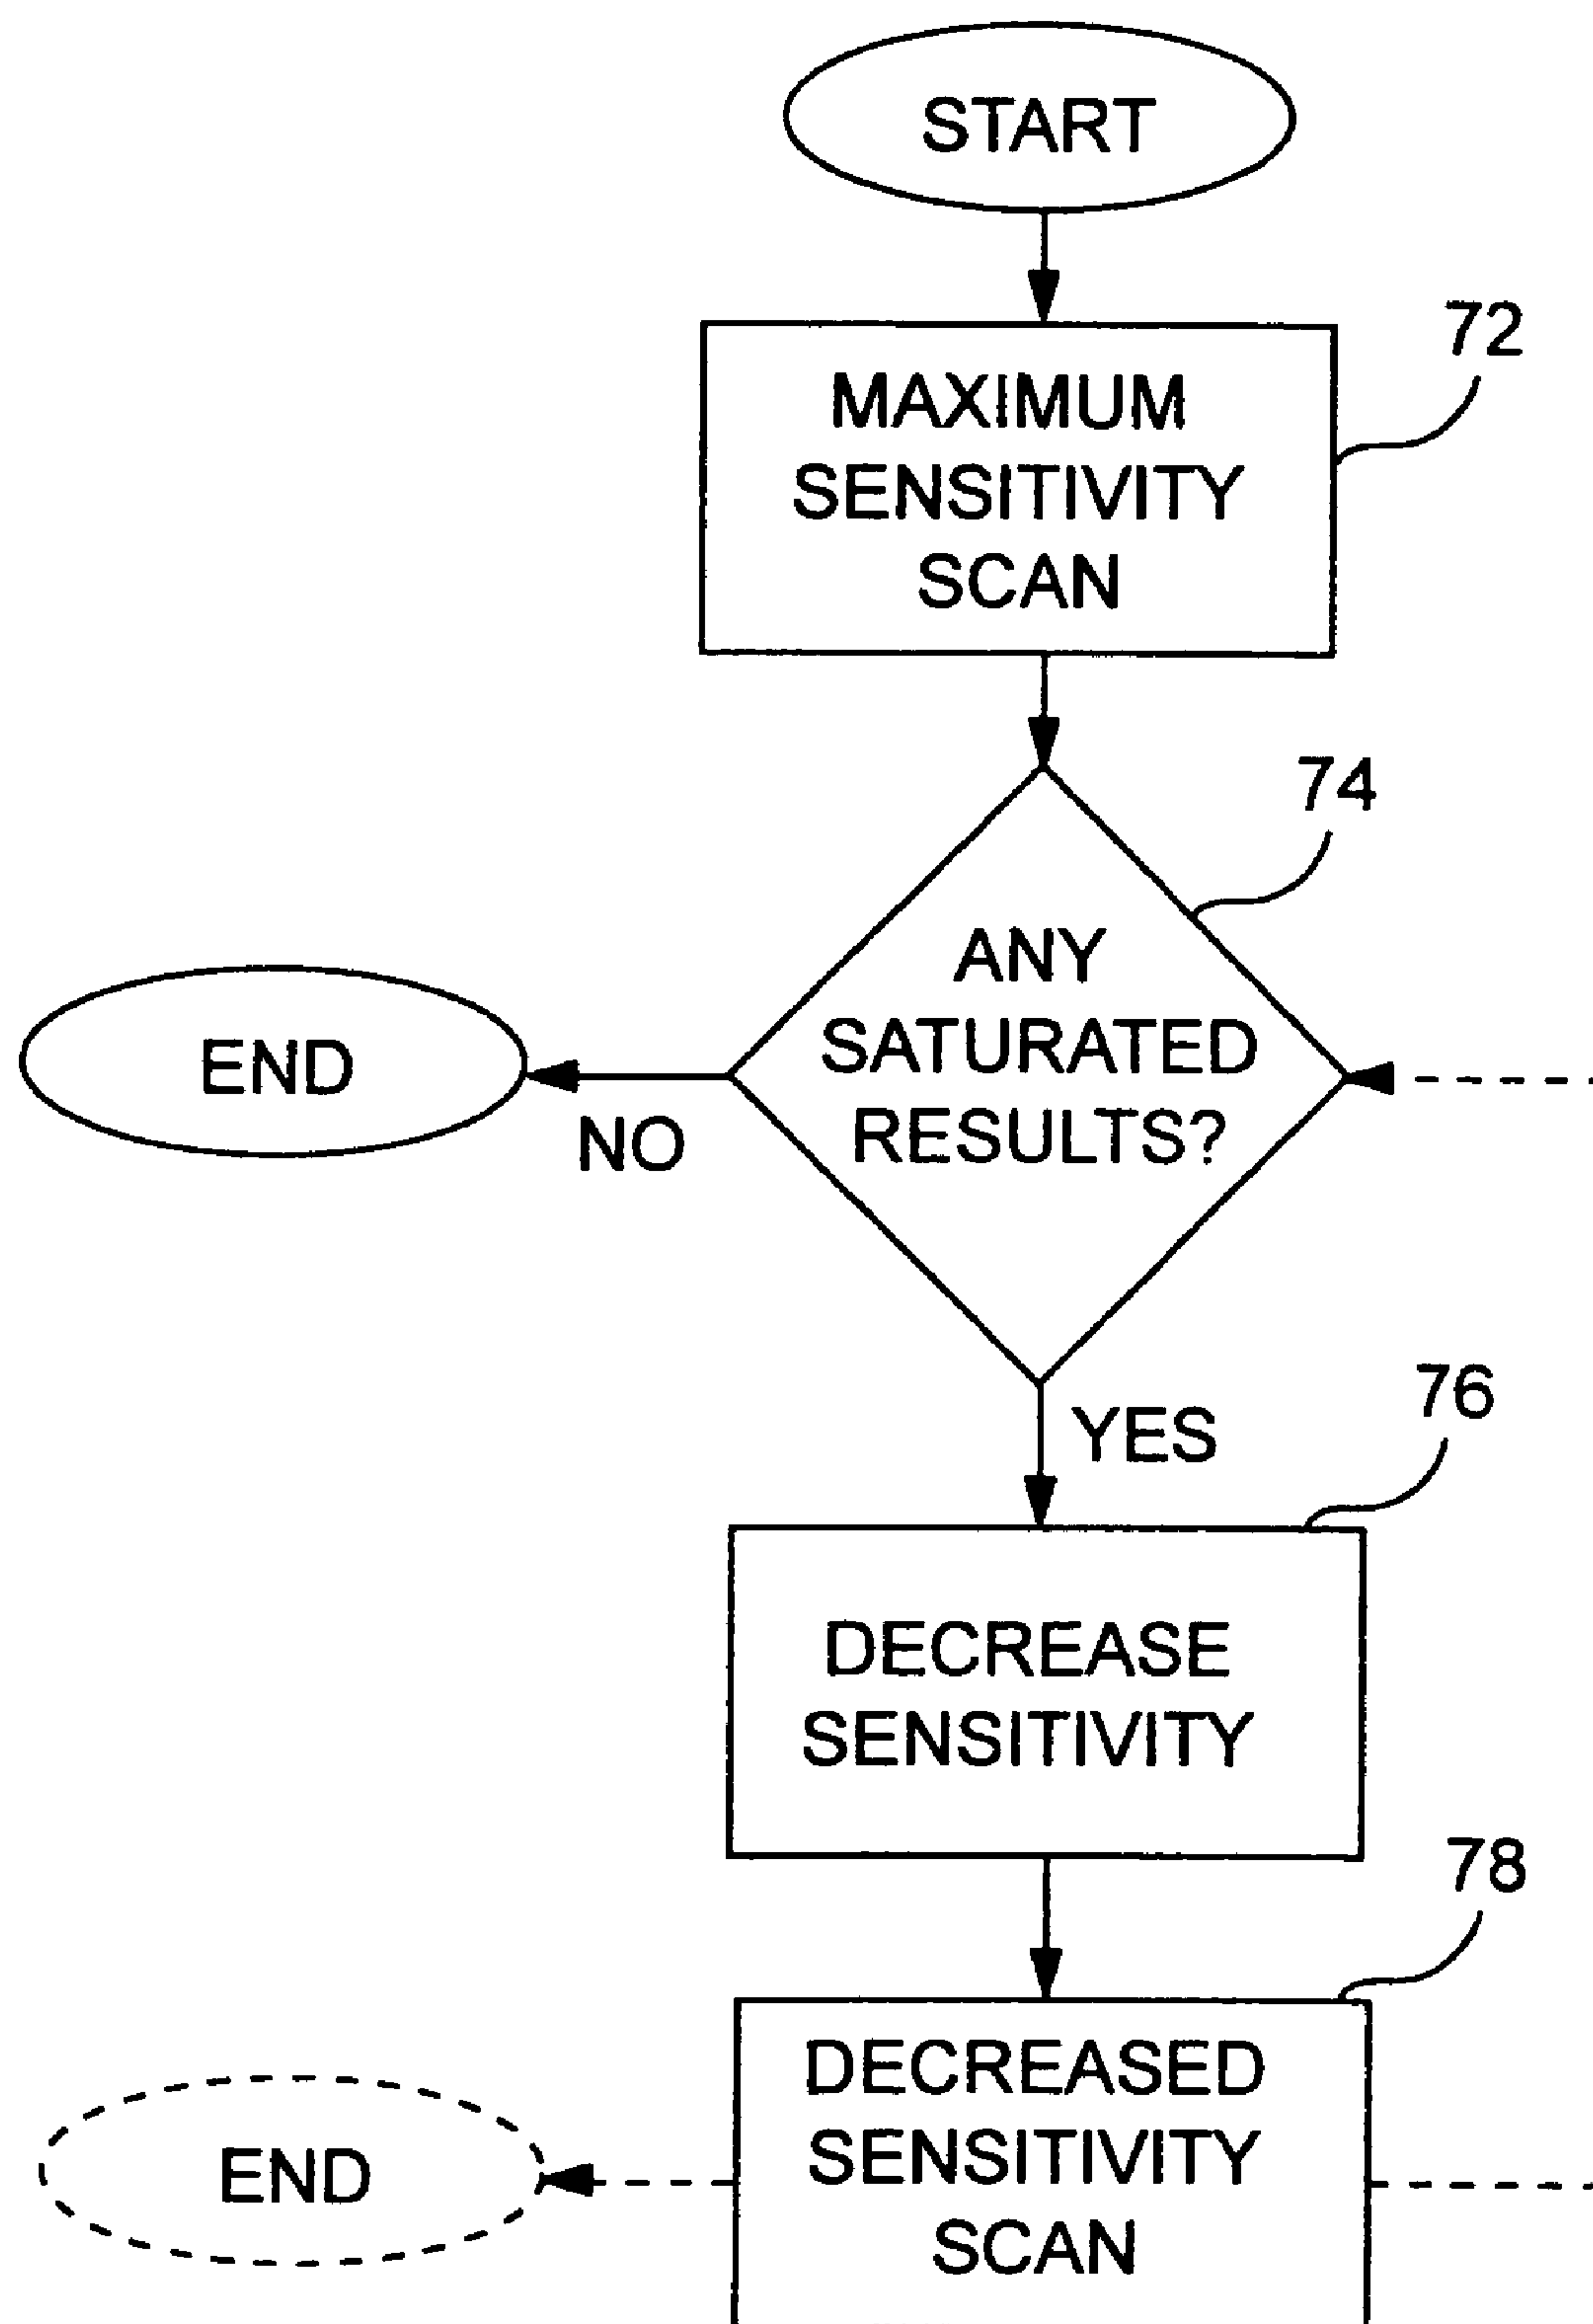 START
72
MAXIMUM
SENSITIVITY
SCAN
74
ANY
SATURATED
RESULTS?
END
NO
YES
76
DECREASE
SENSITIVITY
78
DECREASED
SENSITIVITY
SCAN
END